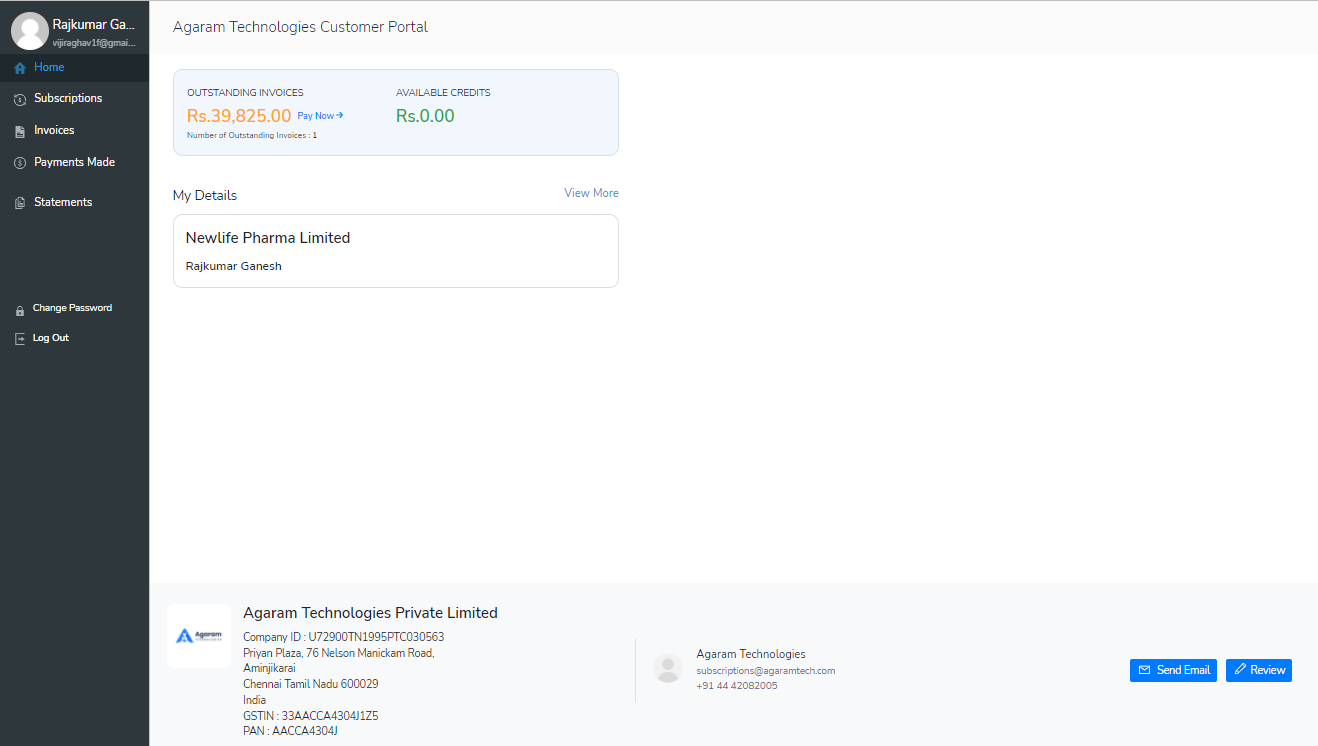 Rajkumar Ga...
vijiraghav1f@gmai...
Home
Subscriptions
Invoices
Payments Made
Statements
Change Password
Log Out
Agaram Technologies Customer Portal
OUTSTANDING INVOICES
Rs.39,825.00 Pay Now
Number of Outstanding Invoices : 1
AVAILABLE CREDITS
Rs.0.00
My Details
View More
Newlife Pharma Limited
Rajkumar Ganesh
Agaram
Agaram Technologies Private Limited
Company ID : U72900TN1995PTC030563
Priyan Plaza, 76 Nelson Manickam Road,
Aminjikarai
Chennai Tamil Nadu 600029
India
GSTIN : 33AACCA4304J1Z5
PAN : AACCA4304J
Agaram Technologies
subscriptions@agaramtech.com
+91 44 42082005
Send Email
Review